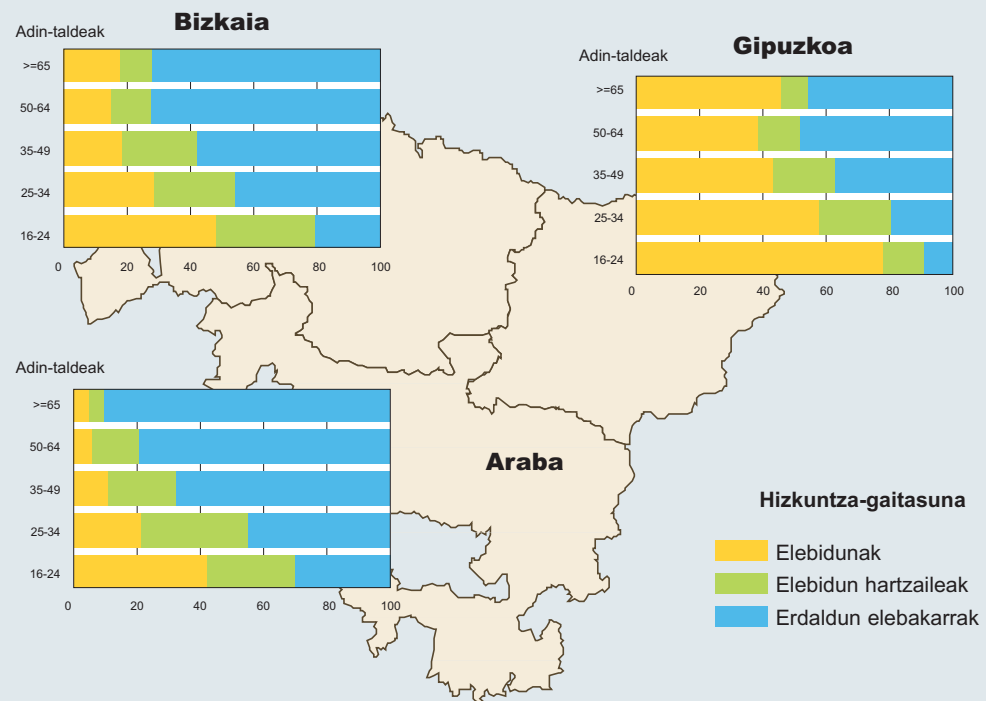 Bizkaia
Adin-taldeak
>=65
50-64
35-49
25-34
16-24
0 20 40 60 80 100
Gipuzkoa
Adin-taldeak
>=65
50-64
35-49
25-34
16-24
0 20 40 60 80 100
Adin-taldeak
>=65
50-64
35-49
25-34
16-24
0 20 40 60 80 100
Araba
Hizkuntza-gaitasuna
Elebidunak
Elebidun hartzaileak
Erdaldun elebakarrak